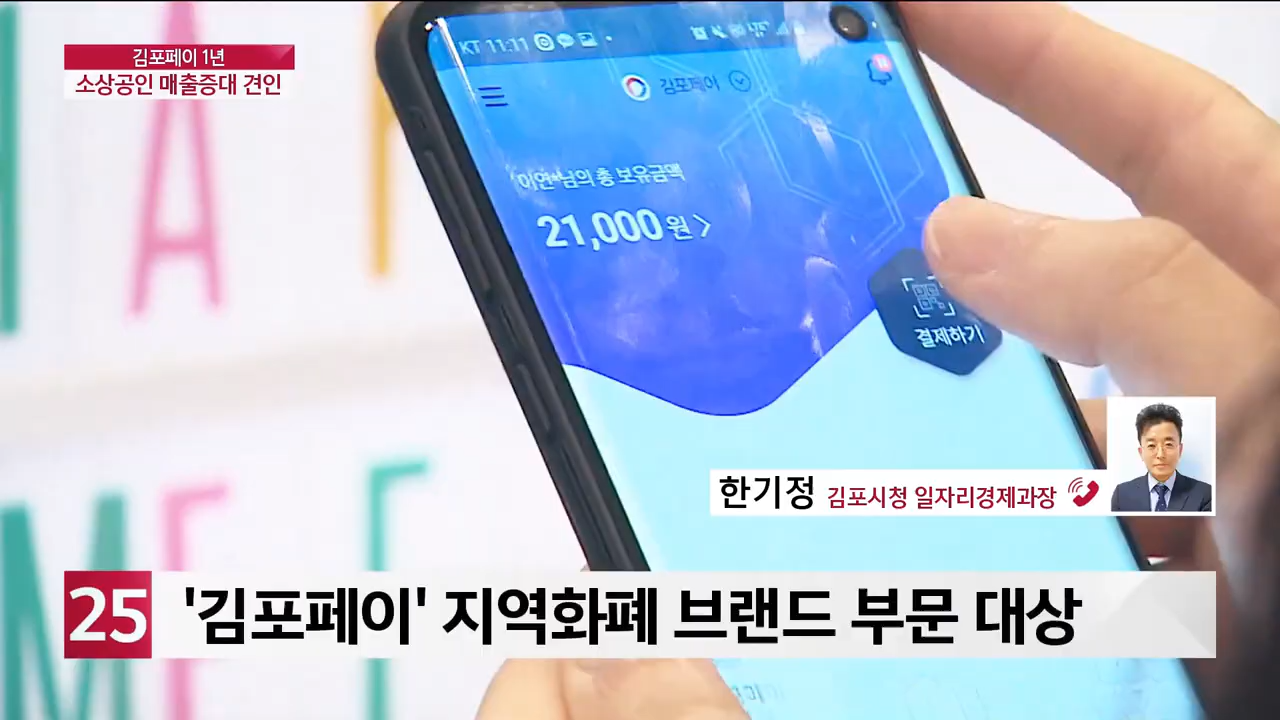 김포페이 1년
소상공인 매출증대 견인
KT 11:11
김포페이
이연*님의 총 보유금액
21,000원 >
결제하기
한기정 김포시청 일자리경제과장
25 '김포페이' 지역화폐 브랜드 부문 대상